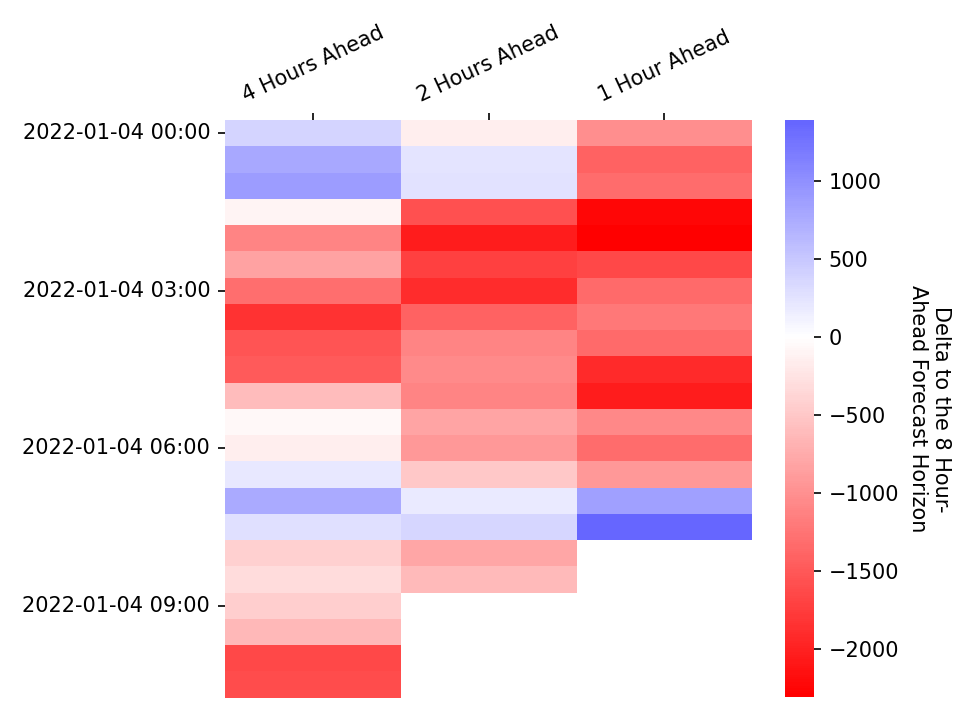 4 Hours Ahead
2 Hours Ahead
1 Hour Ahead
2022-01-04 00:00
2022-01-04 03:00
2022-01-04 06:00
2022-01-04 09:00
1000
500
0
−500
−1000
−1500
−2000
Delta to the 8 Hour-
Ahead Forecast Horizon